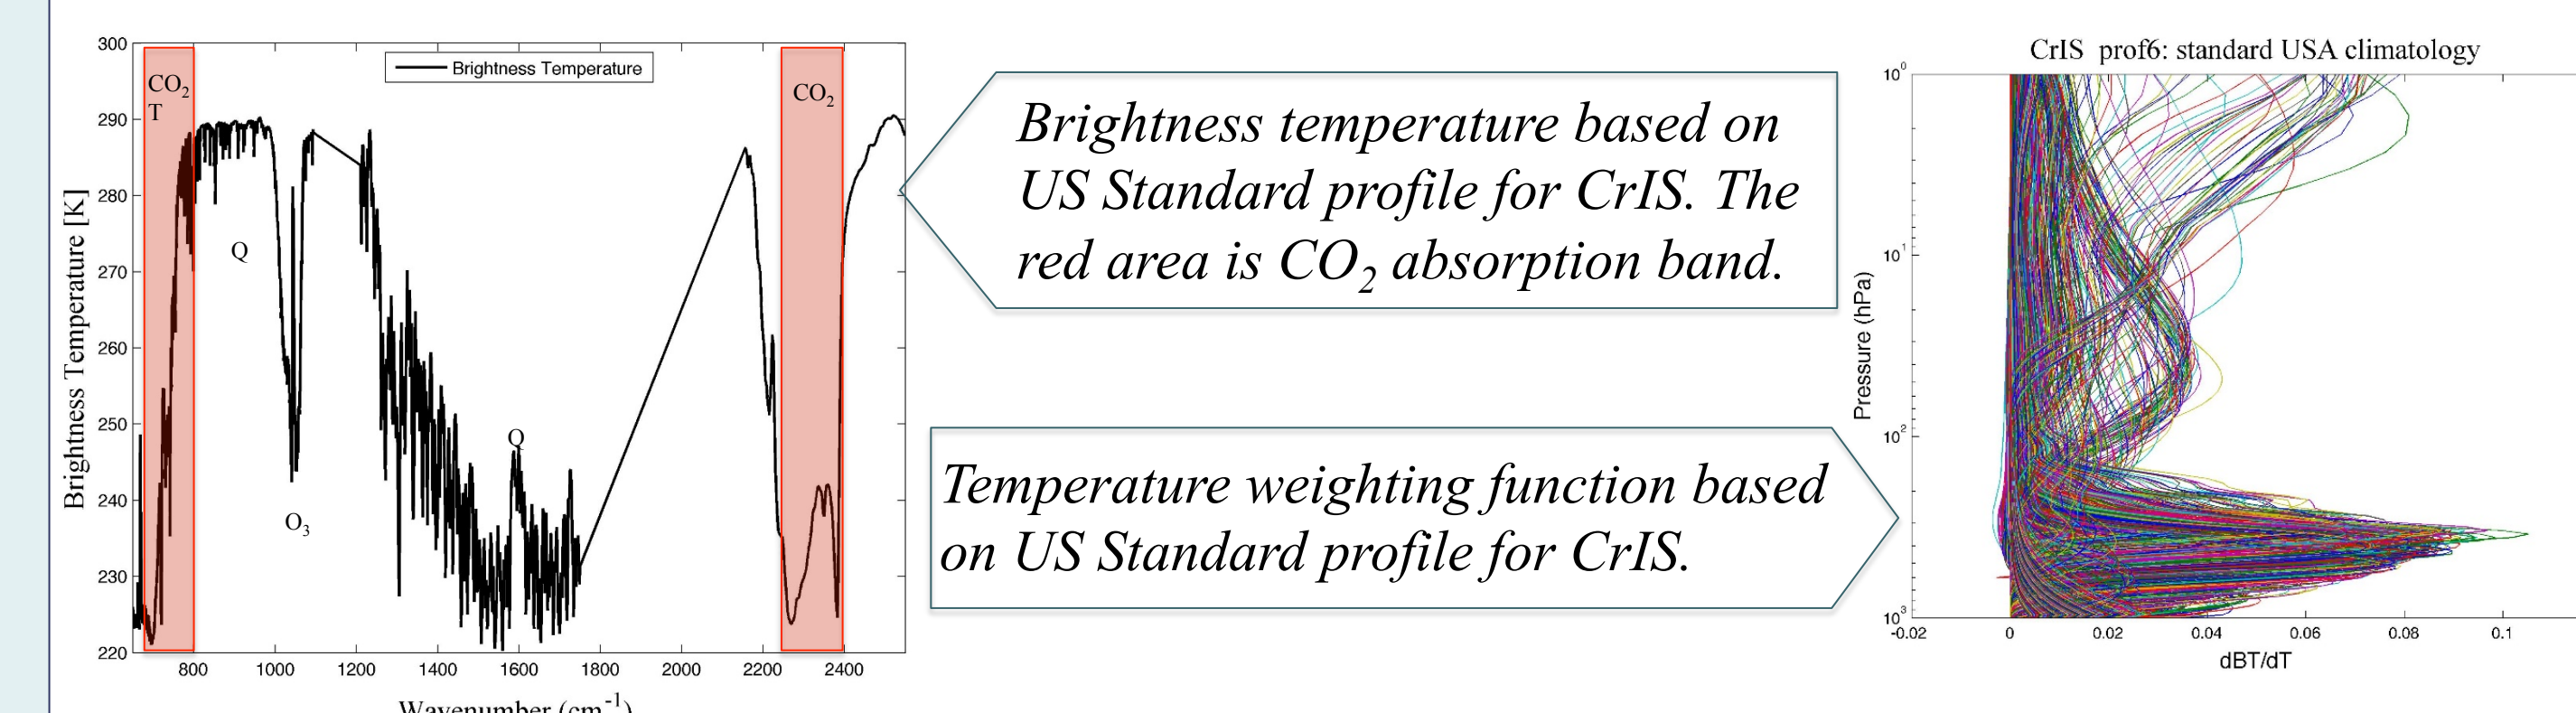 300
290
280
270
260
250
240
230
220
Brightness Temperature [K]
CO2
T
Brightness Temperature
CO2
Q
O3
Q
800 1000 1200 1400 1600 1800 2000 2200 2400
Wavenumber (cm-1)
Brightness temperature based on
US Standard profile for CrIS. The
red area is CO2 absorption band.
Temperature weighting function based
on US Standard profile for CrIS.
CrIS prof6: standard USA climatology
10^0
10^1
10^2
10^3
Pressure (hPa)
-0.02 0 0.02 0.04 0.06 0.08 0.1
dBT/dT